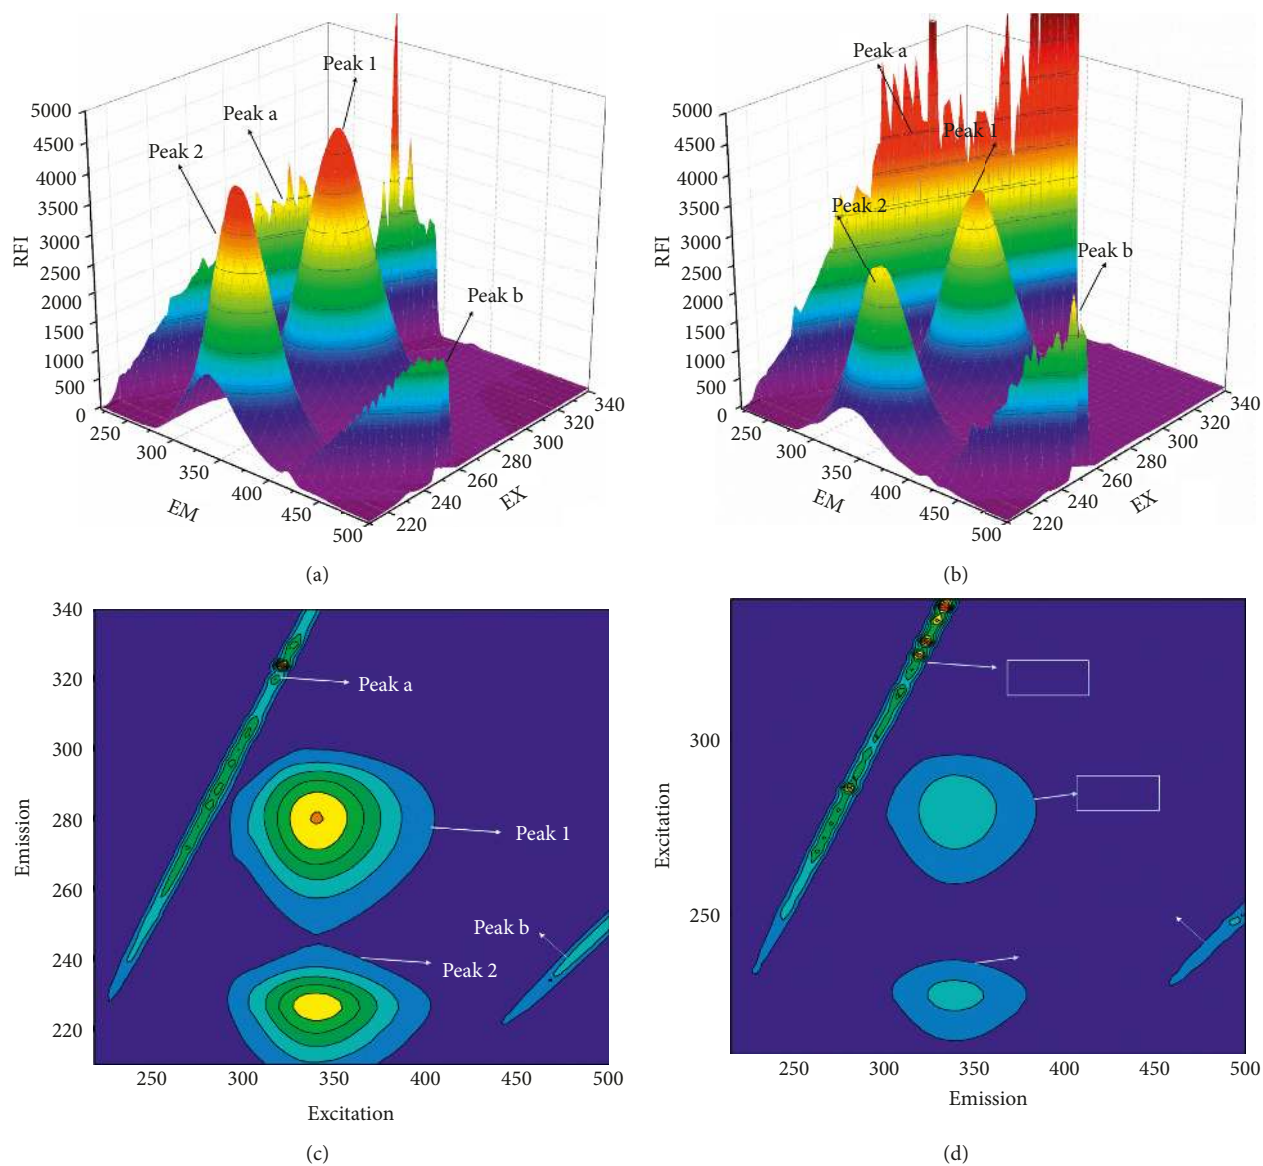 Peak 1
Peak a
Peak 2
Peak b
RFI
5000
4500
4000
3500
3000
2500
2000
1500
1000
500
0
250
300
350
400
450
500
EM
220
240
260
280
300
320
340
EX
(a)
Peak a
Peak 1
Peak 2
Peak b
RFI
5000
4500
4000
3500
3000
2500
2000
1500
1000
500
0
250
300
350
400
450
500
EM
220
240
260
280
300
320
340
EX
(b)
340
320
300
280
260
240
220
Emission
Peak a
Peak 1
Peak b
Peak 2
250
300
350
400
450
500
Excitation
(c)
300
250
Excitation
250
300
350
400
450
500
Emission
(d)